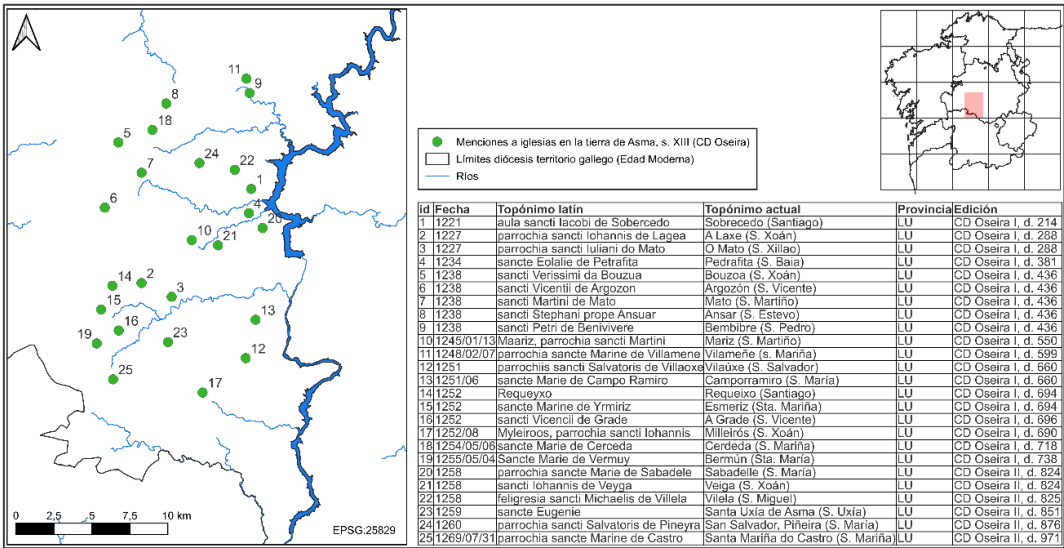 11
9
8
18
5
24
22
7
1
6
4
20
10
21
14
2
3
15
16
13
19
23
12
25
17
0 2,5 5 7,5 10 km
EPSG:25829
Menciones a iglesias en la tierra de Asma, s. XIII (CD Oseira)
Límites diócesis territorio gallego (Edad Moderna)
Ríos
id Fecha Topónimo latín Topónimo actual Provincia Edición
1 1221 aula sancti Iacobi de Sobercedo Sobrecedo (Santiago) LU CD Oseira I, d. 214
2 1227 parrochia sancti Iohannis de Lagea A Laxe (S. Xoán) LU CD Oseira I, d. 288
3 1227 parrochia sancti Iuliani do Mato O Mato (S. Xillao) LU CD Oseira I, d. 288
4 1234 sancte Eolalie de Petrafita Pedrafita (S. Baia) LU CD Oseira I, d. 381
5 1238 sancti Verissimi da Bouzua Bouzoa (S. Xoán) LU CD Oseira I, d. 436
6 1238 sancti Vicentii de Argozon Argozón (S. Vicente) LU CD Oseira I, d. 436
7 1238 sancti Martini de Mato Mato (S. Martiño) LU CD Oseira I, d. 436
8 1238 sancti Stephani prope Ansuar Ansar (S. Estevo) LU CD Oseira I, d. 436
9 1238 sancti Petri de Benivivere Bembibre (S. Pedro) LU CD Oseira I, d. 436
10 1245/01/13 Maariz, parrochia sancti Martini Mariz (S. Martiño) LU CD Oseira I, d. 550
11 1248/02/07 parrochia sancte Marine de Villamene Vilameñe (s. Mariña) LU CD Oseira I, d. 599
12 1251 parrochiis sancti Salvatoris de Villaoxe Vilaúxe (S. Salvador) LU CD Oseira I, d. 660
13 1251/06 sancte Marie de Campo Ramiro Camporramiro (S. María) LU CD Oseira I, d. 660
14 1252 Requeyxo Requeixo (Santiago) LU CD Oseira I, d. 694
15 1252 sancte Marine de Yrmiriz Esmeriz (Sta. Mariña) LU CD Oseira I, d. 694
16 1252 sancti Vicencii de Grade A Grade (S. Vicente) LU CD Oseira I, d. 696
17 1252/08 Myleiroos, parrochia sancti Iohannis Milleirós (S. Xoán) LU CD Oseira I, d. 690
18 1254/05/06 sancte Marie de Cerceda Cerdeda (S. Mariña) LU CD Oseira I, d. 718
19 1255/05/04 Sancte Marie de Vermuy Bermún (Sta. María) LU CD Oseira I, d. 738
20 1258 parrochia sancte Marie de Sabadele Sabadelle (S. María) LU CD Oseira II, d. 824
21 1258 sancti Iohannis de Veyga Veiga (S. Xoán) LU CD Oseira II, d. 824
22 1258 feligresia sancti Michaelis de Villela Vilela (S. Miguel) LU CD Oseira II, d. 825
23 1259 sancte Eugenie Santa Uxía de Asma (S. Uxía) LU CD Oseira II, d. 851
24 1260 parrochia sancti Salvatoris de Pineyra San Salvador, Piñeira (S. María) LU CD Oseira II, d. 876
25 1269/07/31 parrochia sancte Marine de Castro Santa Mariña do Castro (S. Mariña) LU CD Oseira II, d. 971